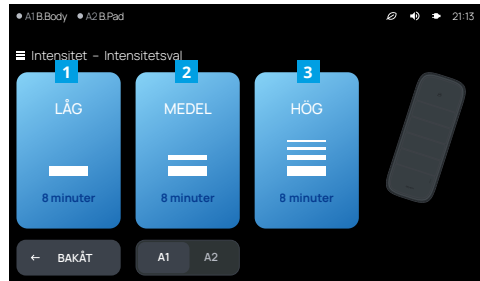 A1 B.Body A2 B.Pad 21:13
Intensitet – Intensitetsval
1 2 3
LÅG MEDEL HÖG
8 minuter 8 minuter 8 minuter
← BAKÅT A1 A2